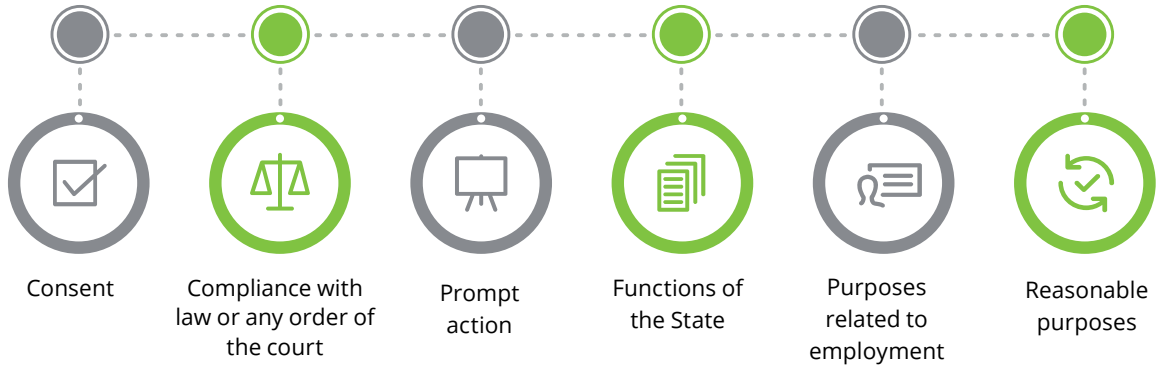 Consent
Compliance with
law or any order of
the court
Prompt
action
Functions of
the State
Purposes
related to
employment
Reasonable
purposes